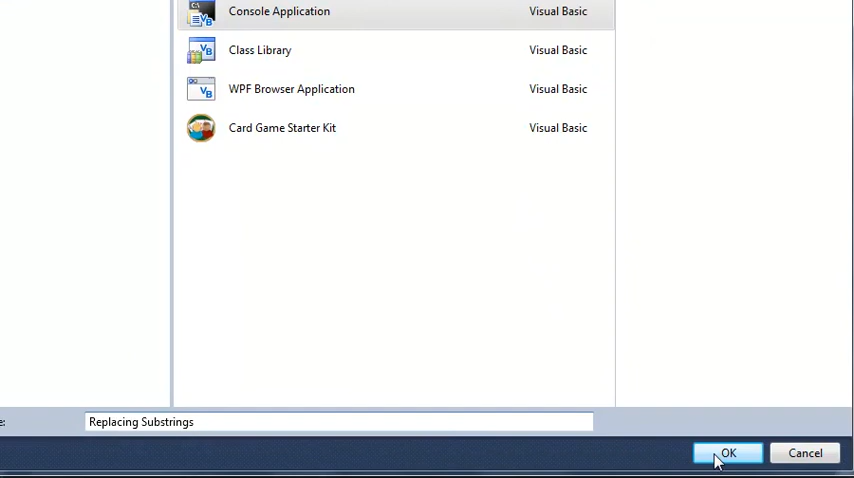 Console Application Visual Basic
Class Library Visual Basic
WPF Browser Application Visual Basic
Card Game Starter Kit Visual Basic
e: Replacing Substrings
OK Cancel